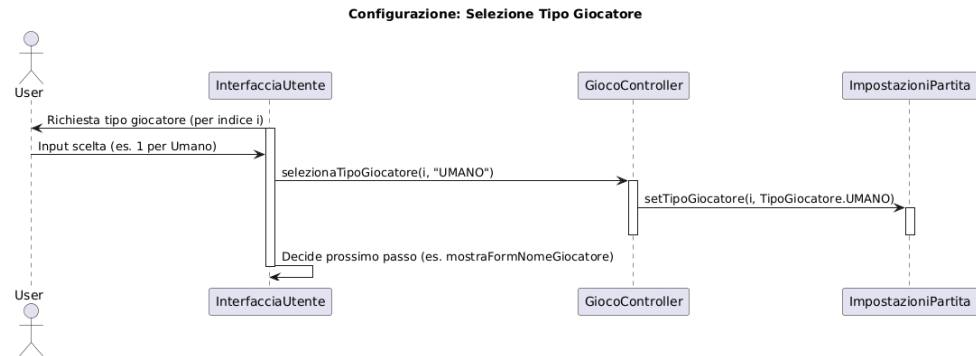 Configurazione: Selezione Tipo Giocatore
User InterfacciaUtente GiocoController ImpostazioniPartita
Richiesta tipo giocatore (per indice i)
Input scelta (es. 1 per Umano)
selezionaTipoGiocatore(i, "UMANO")
setTipoGiocatore(i, TipoGiocatore.UMANO)
Decide prossimo passo (es. mostraFormNomeGiocatore)
User InterfacciaUtente GiocoController ImpostazioniPartita